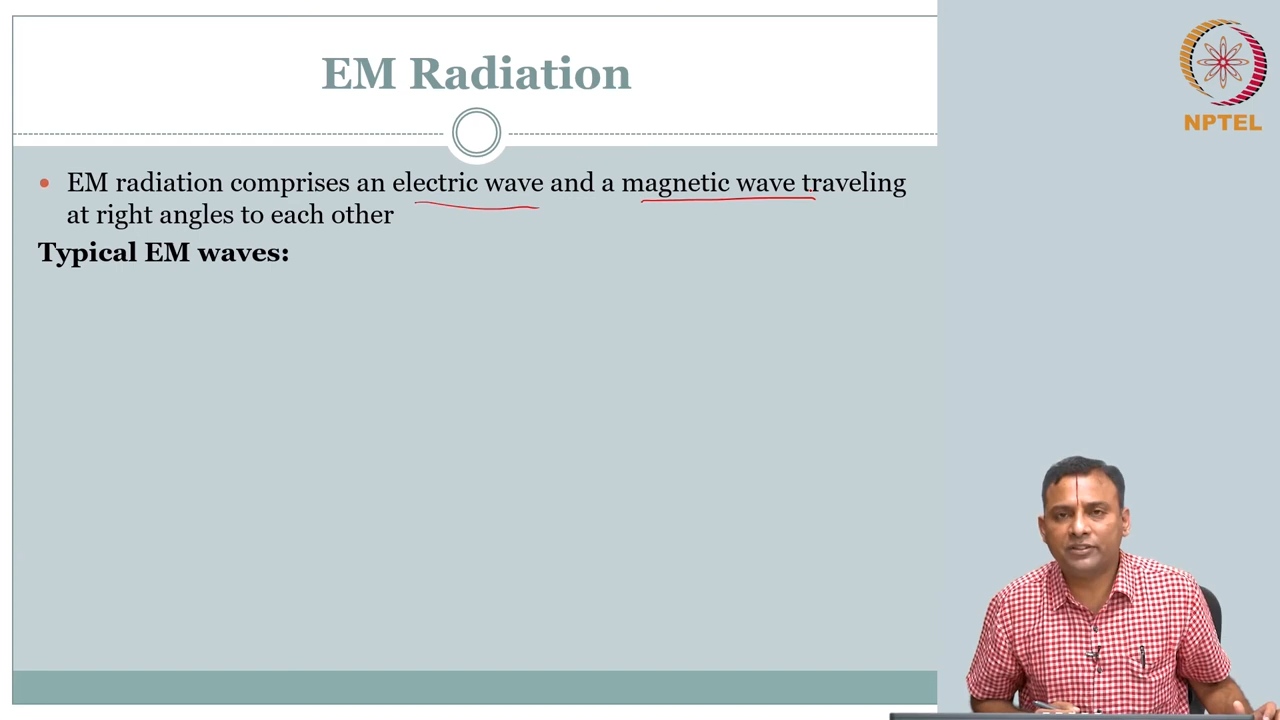 EM Radiation
NPTEL
• EM radiation comprises an electric wave and a magnetic wave traveling
at right angles to each other
Typical EM waves: